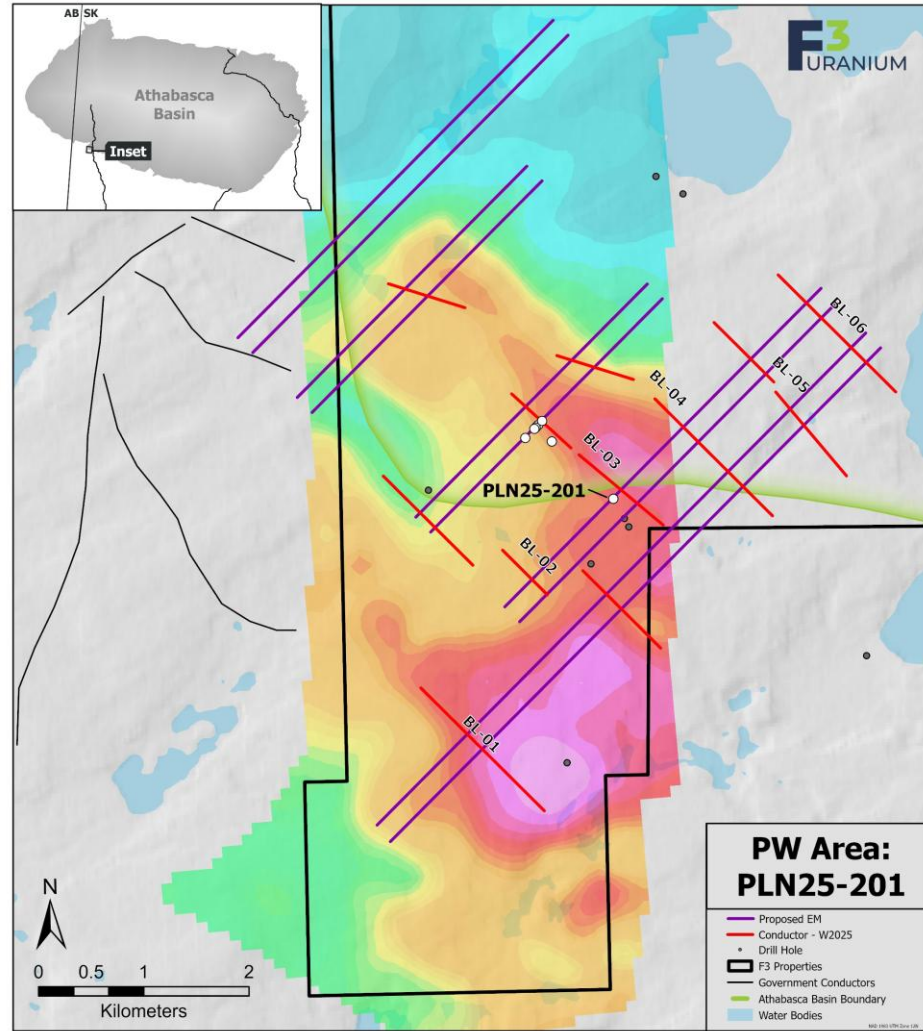 AB SK
Athabasca
Basin
Inset
F3
URANIUM
BL-06
BL-05
BL-04
BL-03
PLN25-201
BL-02
BL-01
N
0 0.5 1 2
Kilometers
PW Area:
PLN25-201
Proposed EM
Conductor - W2025
Drill Hole
F3 Properties
Government Conductors
Athabasca Basin Boundary
Water Bodies